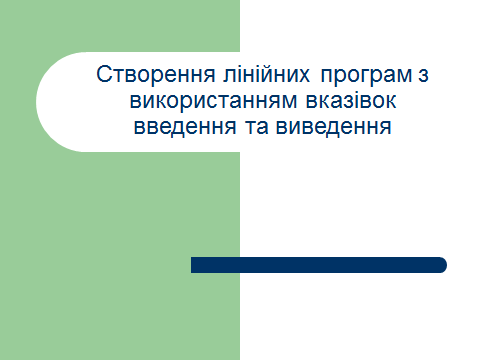 Створення лінійних програм з
використанням вказівок
введення та виведення